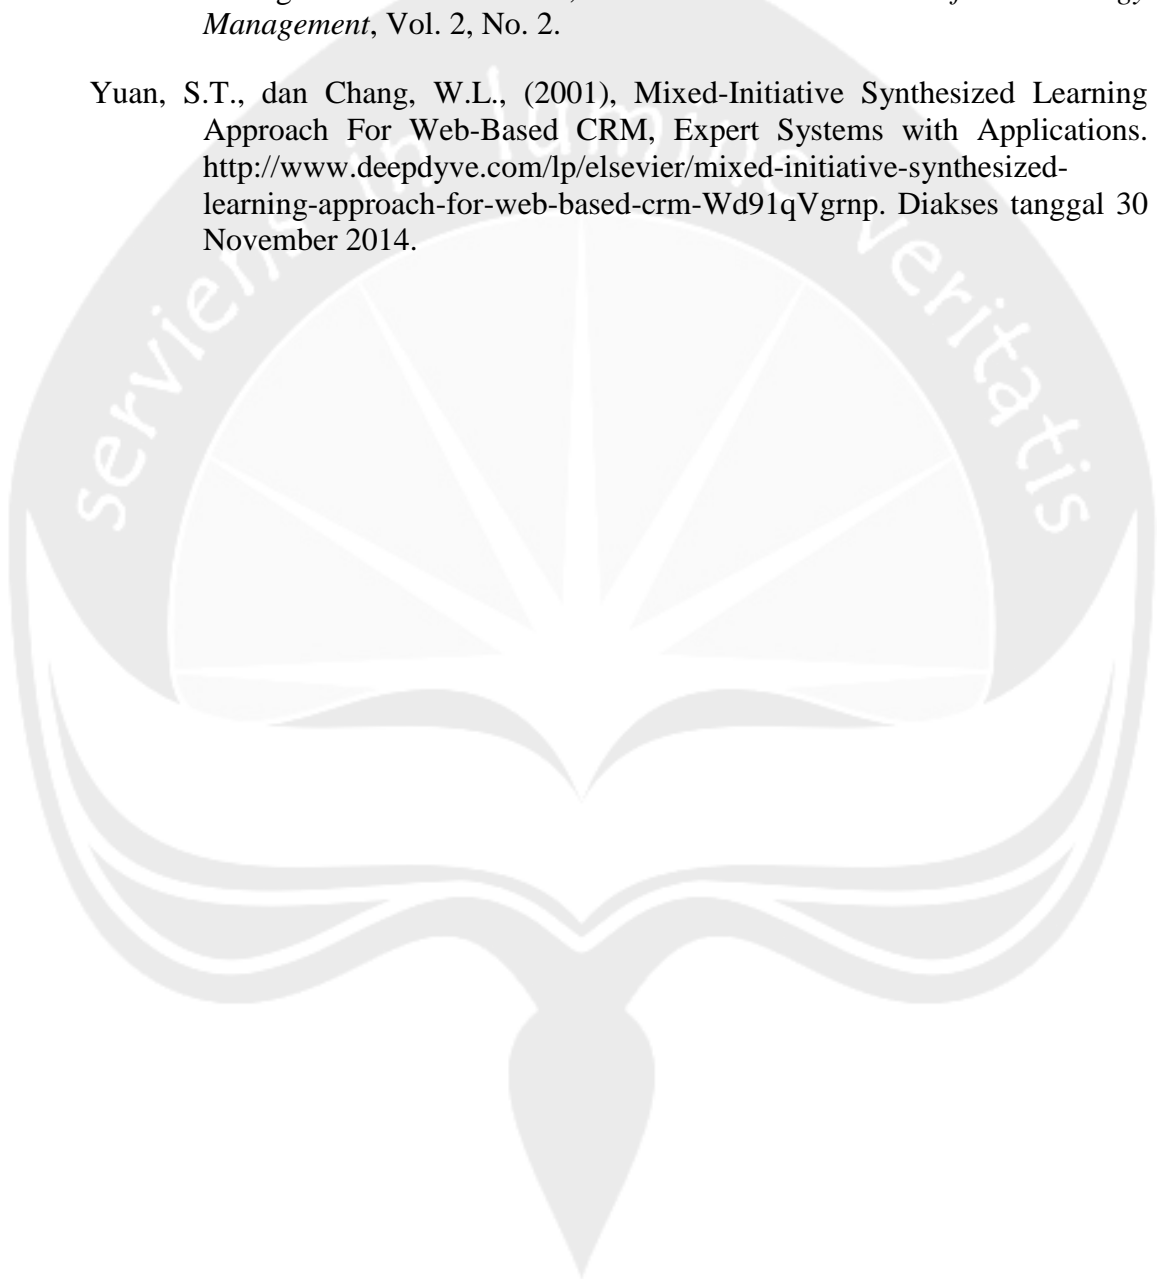 Management, Vol. 2, No. 2.
Yuan, S.T., dan Chang, W.L., (2001), Mixed-Initiative Synthesized Learning
Approach For Web-Based CRM, Expert Systems with Applications.
http://www.deepdyve.com/lp/elsevier/mixed-initiative-synthesized-
learning-approach-for-web-based-crm-Wd91qVgrnp. Diakses tanggal 30
November 2014.
serviens in lumine veritatis